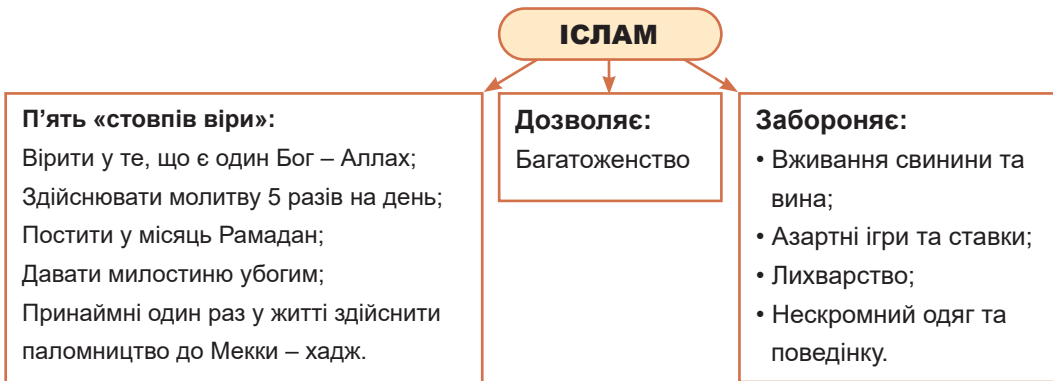 ІСЛАМ
П’ять «стовпів віри»:
Вірити у те, що є один Бог – Аллах;
Здійснювати молитву 5 разів на день;
Постити у місяць Рамадан;
Давати милостиню убогим;
Принаймні один раз у житті здійснити
паломництво до Мекки – хадж.
Дозволяє:
Багатоженство
Забороняє:
• Вживання свинини та
вина;
• Азартні ігри та ставки;
• Лихварство;
• Нескромний одяг та
поведінку.